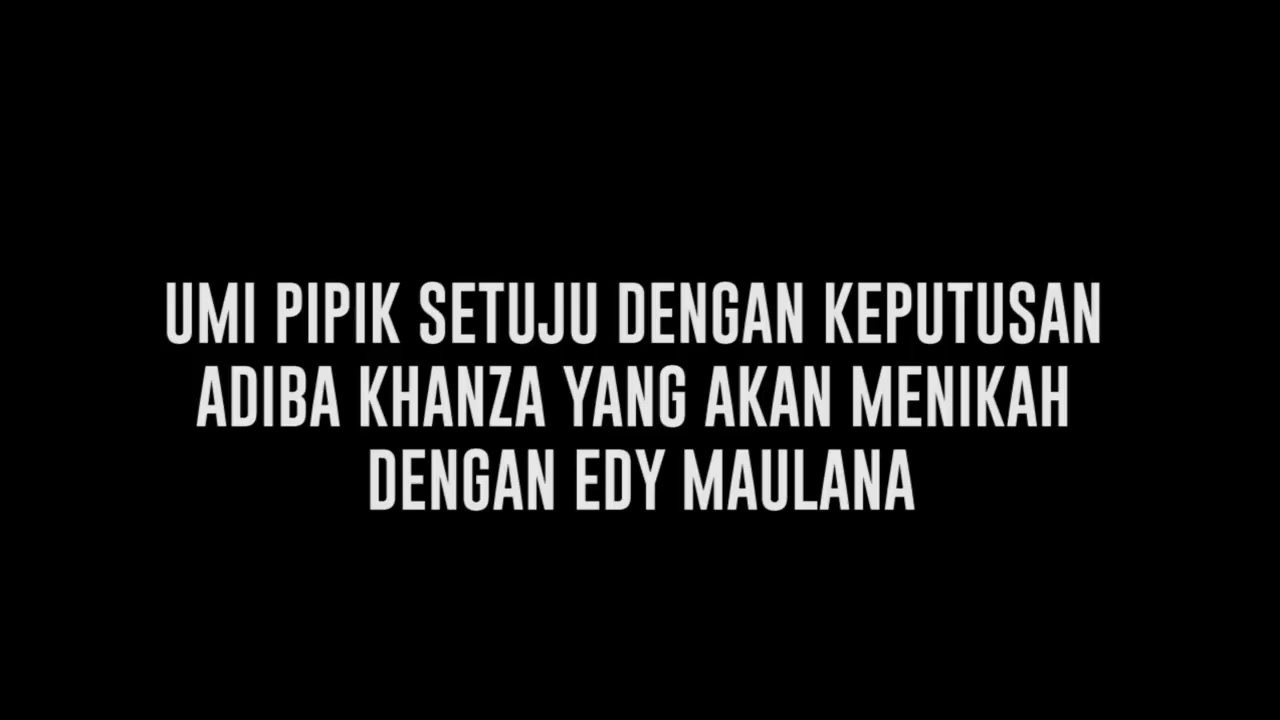 UMI PIPIK SETUJU DENGAN KEPUTUSAN
ADIBA KHANZA YANG AKAN MENIKAH
DENGAN EDY MAULANA